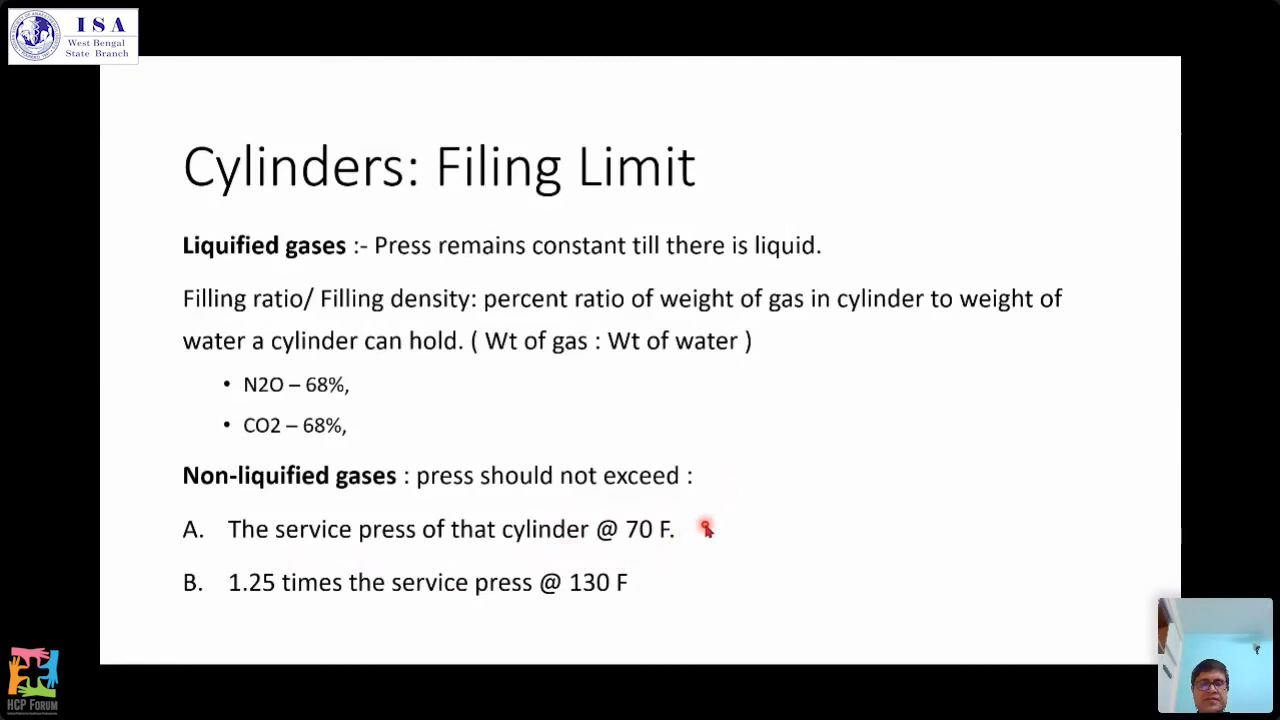 I S A
West Bengal
State Branch
Cylinders: Filing Limit
Liquified gases :- Press remains constant till there is liquid.
Filling ratio/ Filling density: percent ratio of weight of gas in cylinder to weight of
water a cylinder can hold. ( Wt of gas : Wt of water )
• N2O – 68%,
• CO2 – 68%,
Non-liquified gases : press should not exceed :
A. The service press of that cylinder @ 70 F.
B. 1.25 times the service press @ 130 F
HCP FORUM